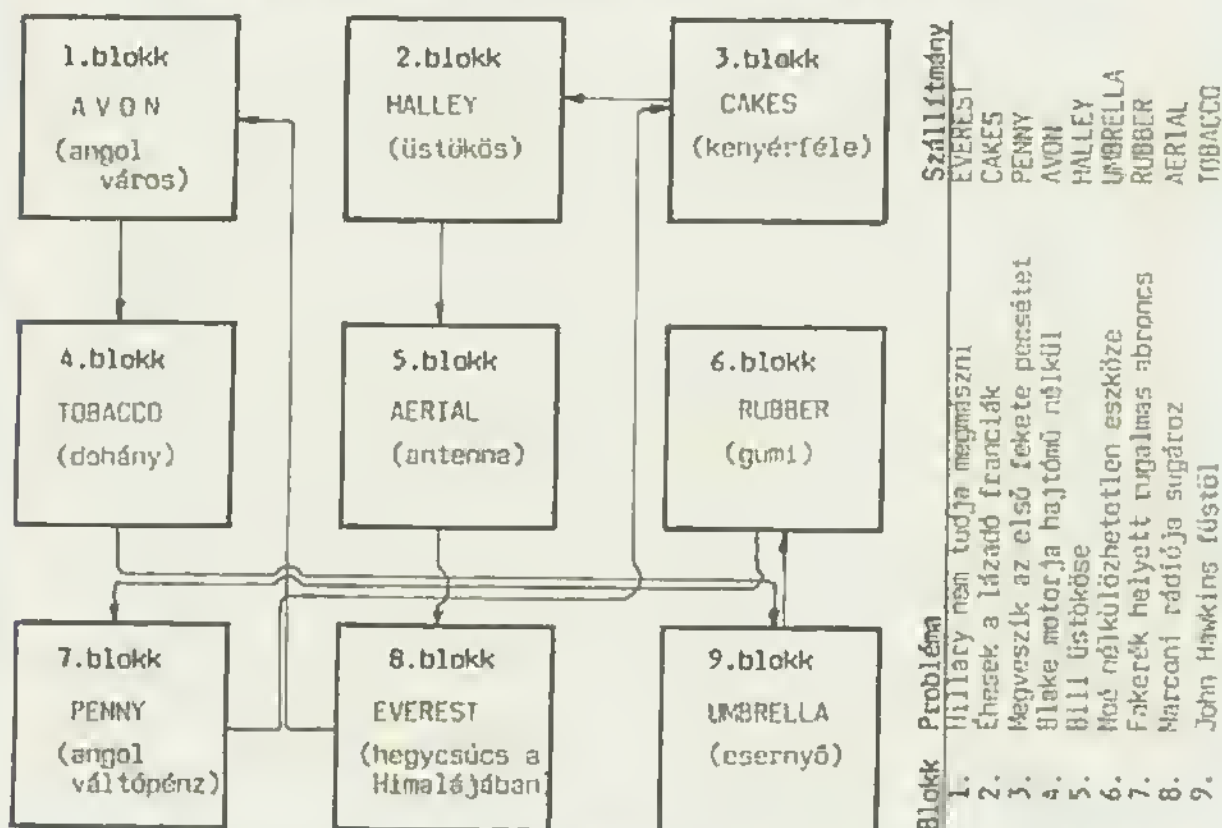 1.blokk
AVON
(angol
város)
2.blokk
HALLEY
(üstökös)
3.blokk
CAKES
(kenyérféle)
4.blokk
TOBACCO
(dohány)
5.blokk
AERIAL
(antenna)
6.blokk
RUBBER
(gumi)
7.blokk
PENNY
(angol
váltópénz)
8.blokk
EVEREST
(hegycsúcs a
Himalájában
9.blokk
UMBRELLA
(esernyő)
Blokk Probléma Szállítmány
1. Hillary nem tudja megmászni EVEREST
2. Éhesek a lázadó franciák CAKES
3. Megveszik az első fekete pecsétet PENNY
4. Blake motorja hajtómű nélkül AVON
5. Bill üstököse HALLEY
6. nélkülözhetetlen eszköze UMBRELLA
7. Fakerék helyett rugalmas abroncs RUBBER
8. Marconi rádiója sugároz AERIAL
9. John Hawkins füstöl TOBACCO